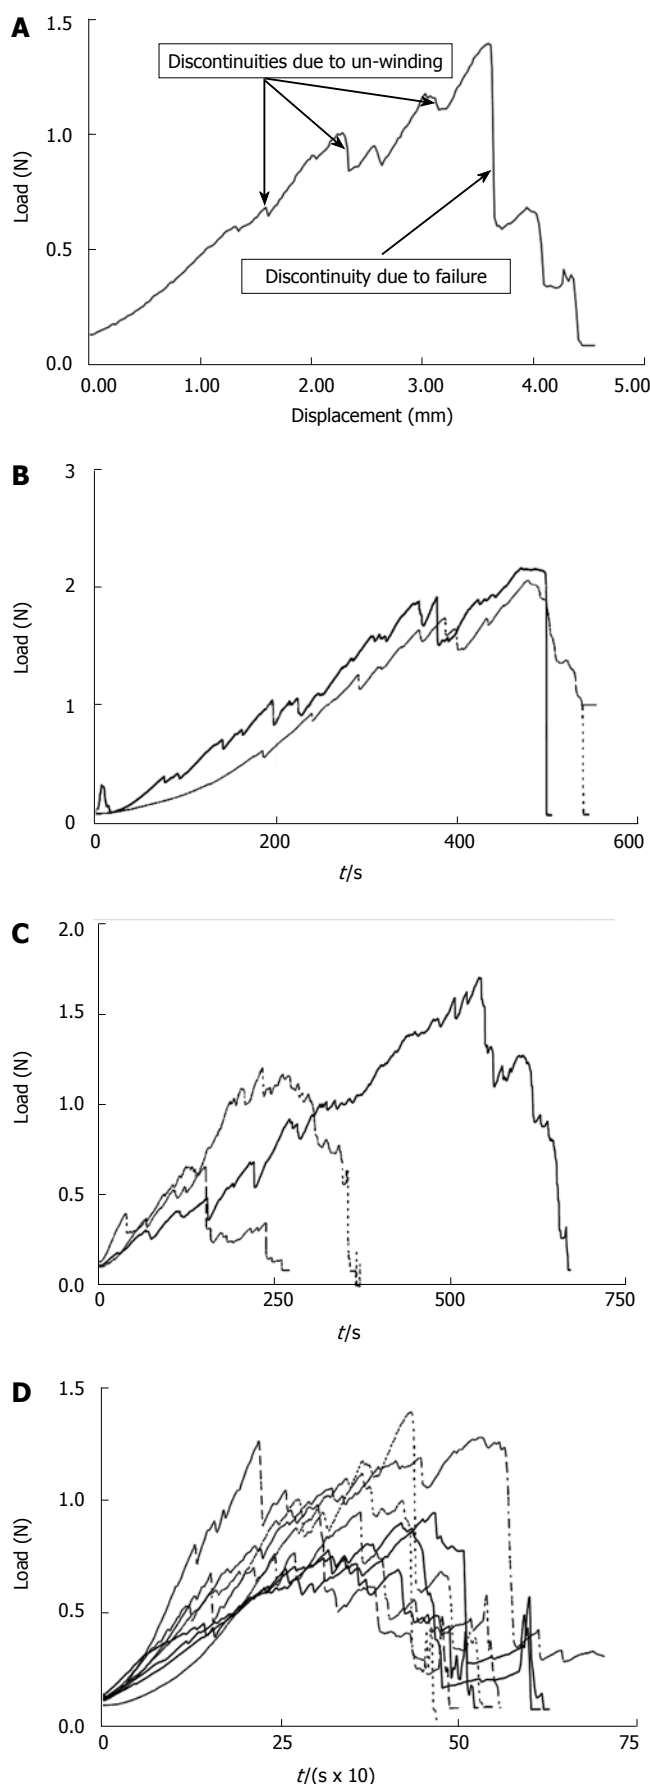 A
1.5
Discontinuities due to un-winding
1.0
Load (N)
0.5
Discontinuity due to failure
0.0
0.00 1.00 2.00 3.00 4.00 5.00
Displacement (mm)
B
3
2
Load (N)
1
0
0 200 400 600
t/s
C
2.0
1.5
Load (N)
1.0
0.5
0.0
0 250 500 750
t/s
D
1.5
1.0
Load (N)
0.5
0.0
0 25 50 75
t/(s x 10)